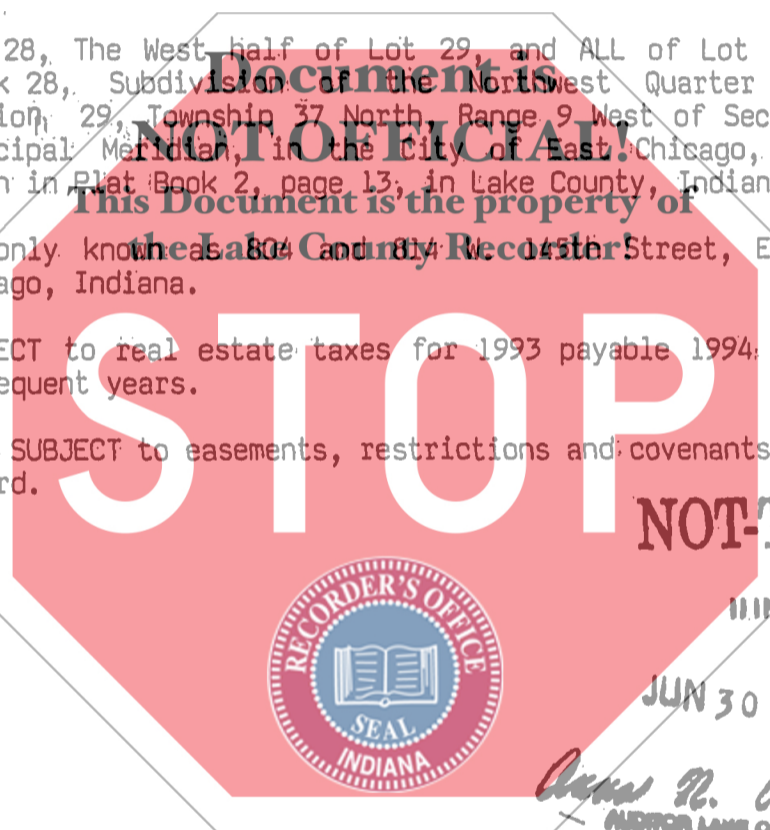 28, The West half of Lot 29, and ALL of Lot
k 28, Subdivision of the Northwest Quarter
ion 29, Township 37 North, Range 9 West of Sec
cipal Meridian, in the City of East Chicago,
n in Plat Book 2, page 13, in Lake County, Indian
only known as 804 and 814 W. 145th Street, E
ago, Indiana.
ECT to real estate taxes for 1993 payable 1994
equent years.
SUBJECT to easements, restrictions and covenants
rd.
Document is
NOT OFFICIAL!
This Document is the property of
the Lake County Recorder!
STOP
NOT-
RECORDER'S OFFICE
SEAL
INDIANA
JUN 30
Anna N.
AUDITOR LAKE